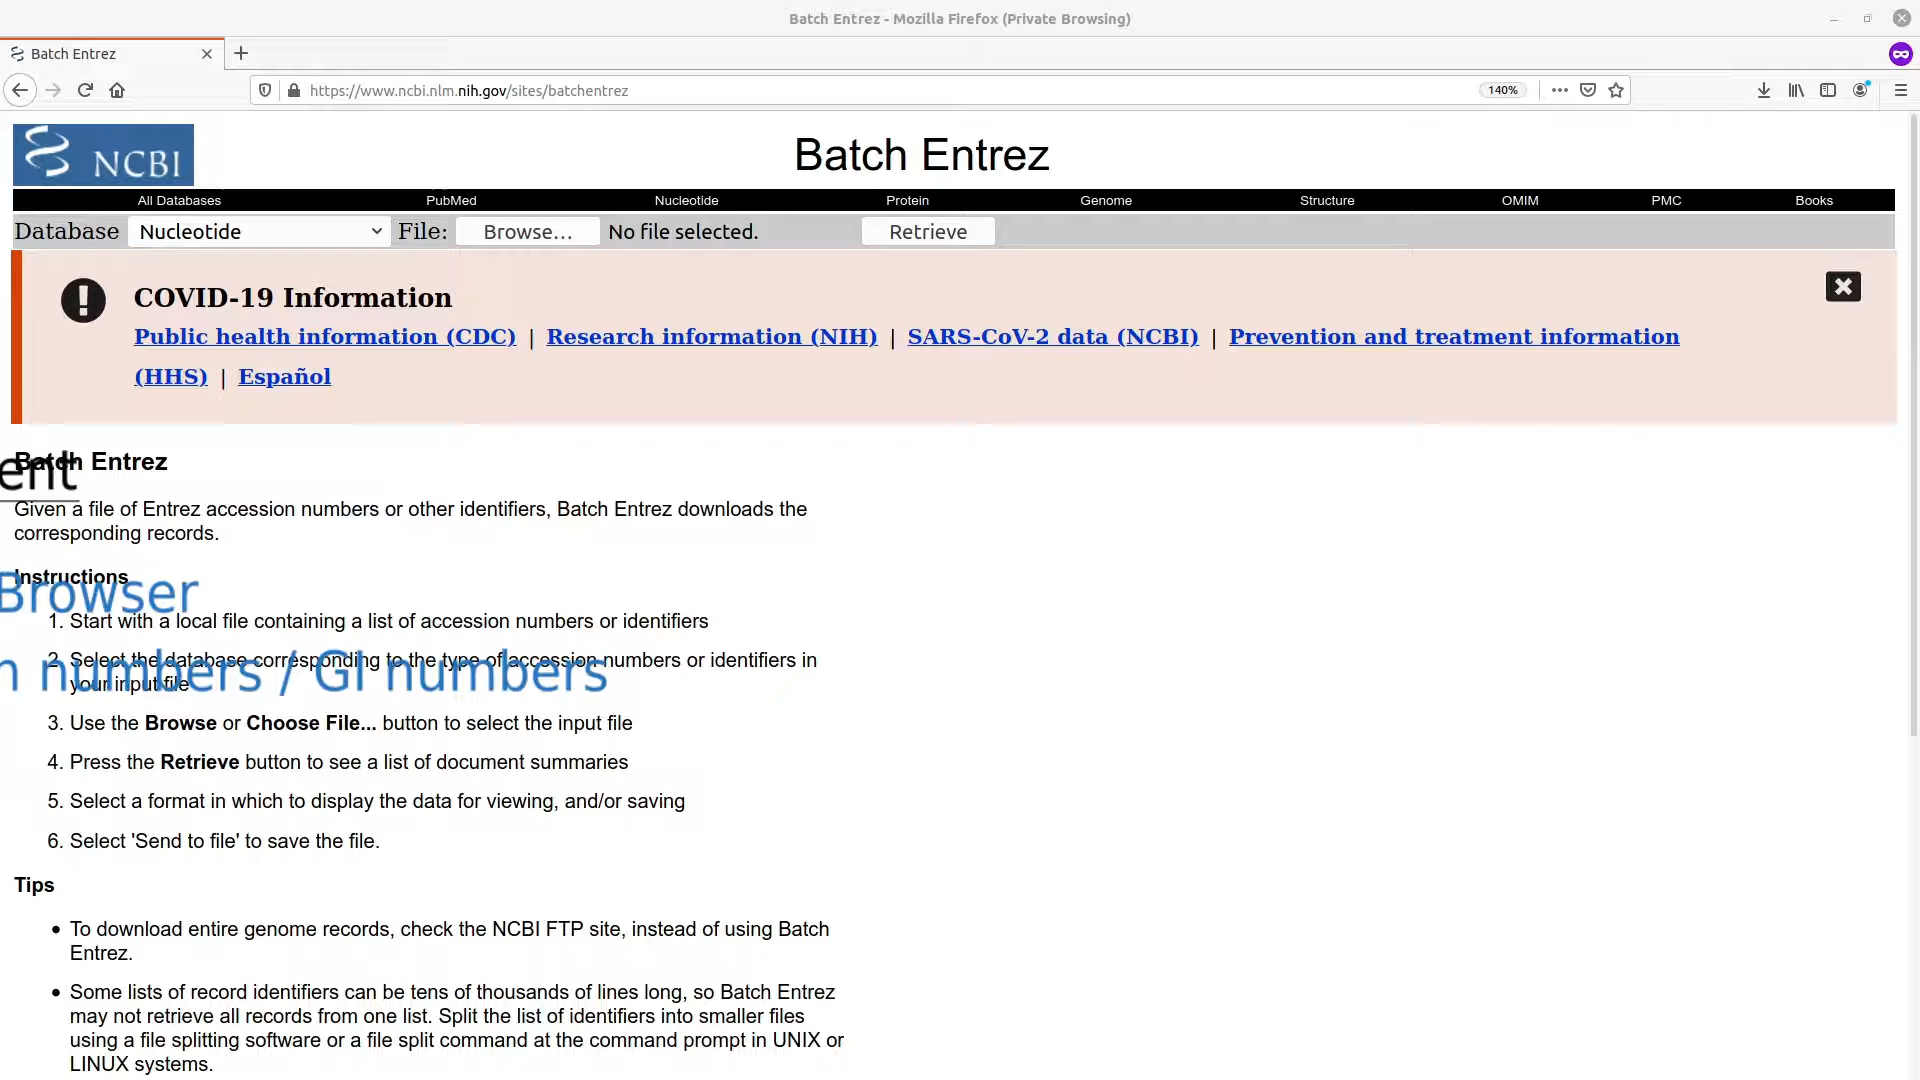 Batch Entrez - Mozilla Firefox (Private Browsing)
Batch Entrez
https://www.ncbi.nlm.nih.gov/sites/batchentrez
140%
NCBI
Batch Entrez
All Databases PubMed Nucleotide Protein Genome Structure OMIM PMC Books
Database Nucleotide File: Browse... No file selected. Retrieve
COVID-19 Information
Public health information (CDC) | Research information (NIH) | SARS-CoV-2 data (NCBI) | Prevention and treatment information
(HHS) | Español
Batch Entrez
ent
Given a file of Entrez accession numbers or other identifiers, Batch Entrez downloads the
corresponding records.
Instructions
Browser
1. Start with a local file containing a list of accession numbers or identifiers
2. Select the database corresponding to the type of accession numbers or identifiers in
n numbers / GI numbers
your input file
3. Use the Browse or Choose File... button to select the input file
4. Press the Retrieve button to see a list of document summaries
5. Select a format in which to display the data for viewing, and/or saving
6. Select 'Send to file' to save the file.
Tips
• To download entire genome records, check the NCBI FTP site, instead of using Batch
Entrez.
• Some lists of record identifiers can be tens of thousands of lines long, so Batch Entrez
may not retrieve all records from one list. Split the list of identifiers into smaller files
using a file splitting software or a file split command at the command prompt in UNIX or
LINUX systems.